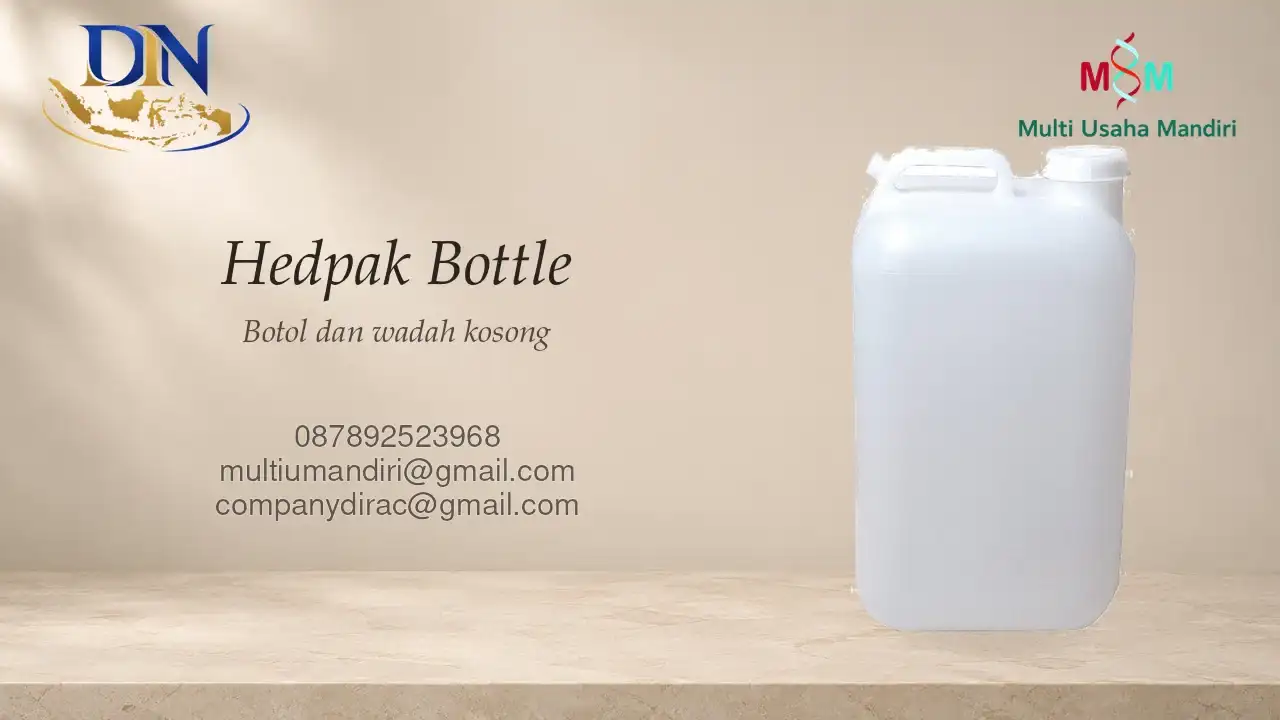 DN
MSM
Multi Usaha Mandiri
Hedpak Bottle
Botol dan wadah kosong
087892523968
multiumandiri@gmail.com
companydirac@gmail.com